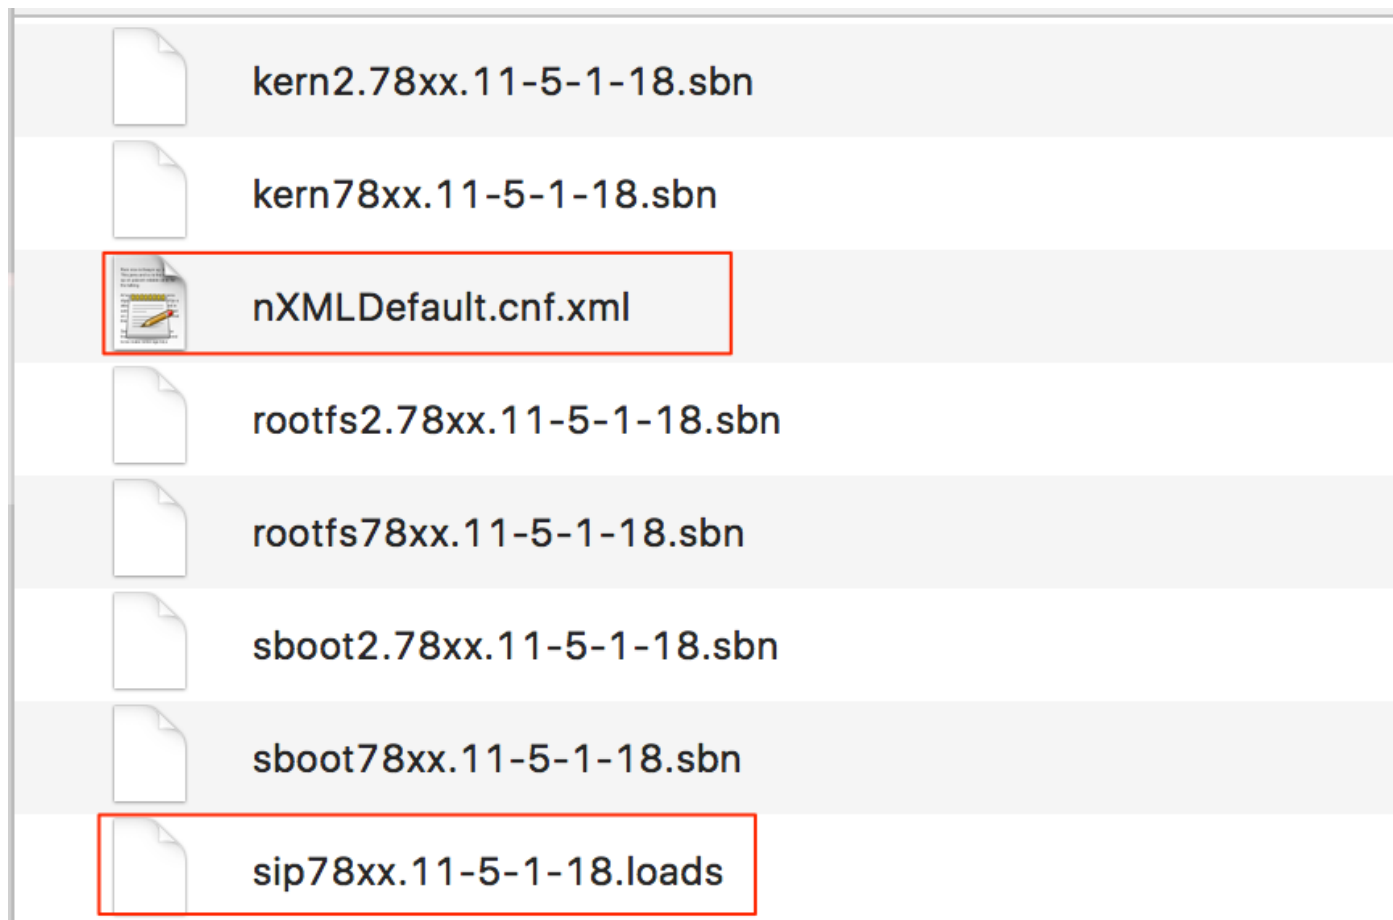 kern2.78xx.11-5-1-18.sbn
kern78xx.11-5-1-18.sbn
nXMLDefault.cnf.xml
rootfs2.78xx.11-5-1-18.sbn
rootfs78xx.11-5-1-18.sbn
sboot2.78xx.11-5-1-18.sbn
sboot78xx.11-5-1-18.sbn
sip78xx.11-5-1-18.loads